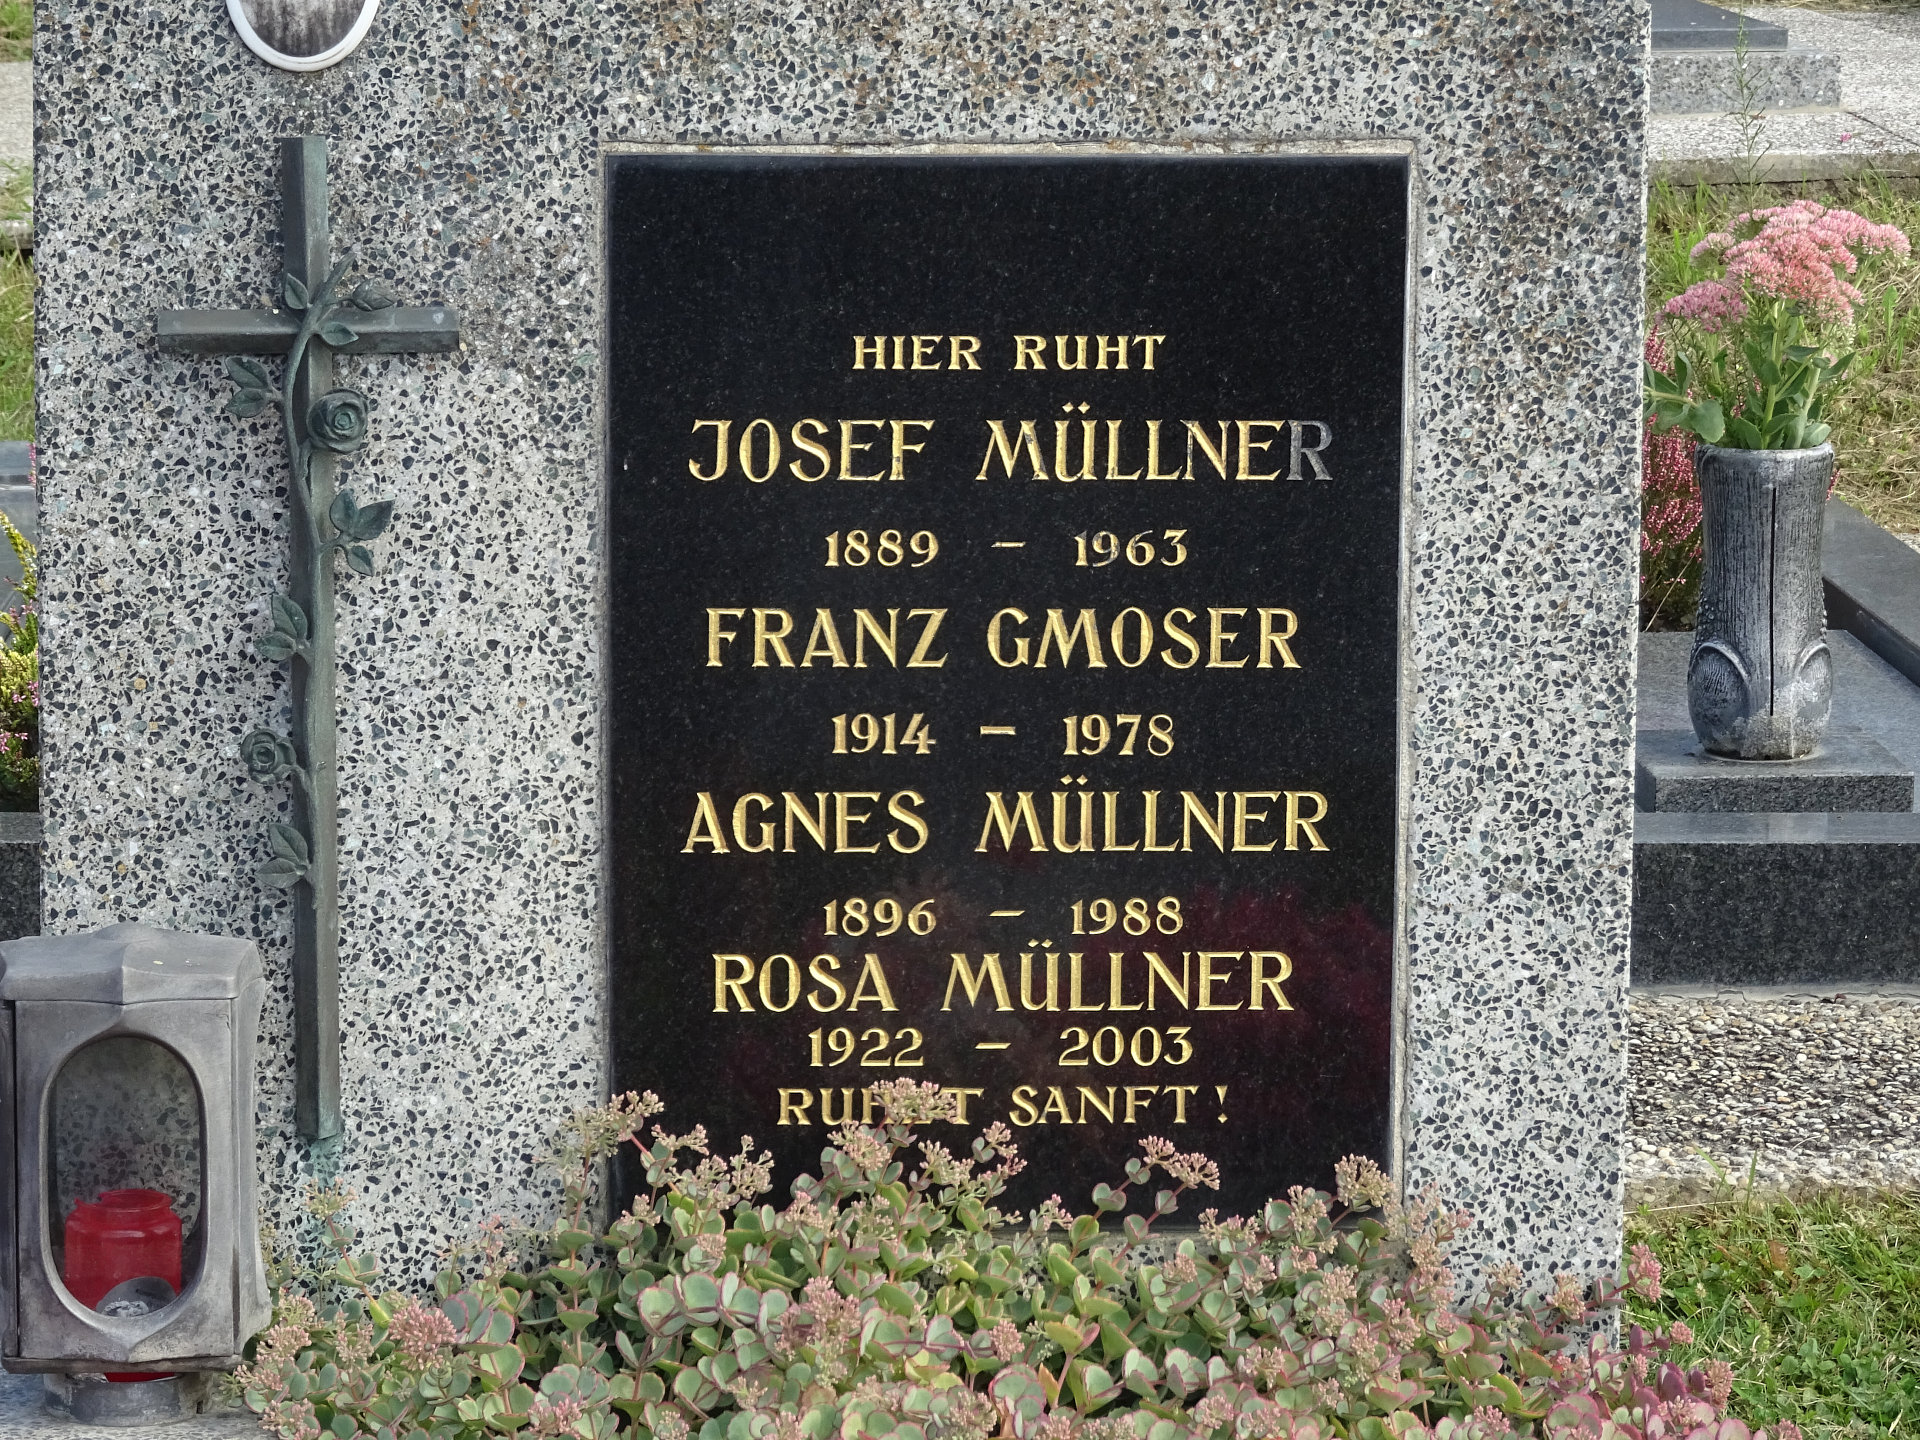 HIER RUHT
JOSEF MÜLLNER
1889 – 1963
FRANZ GMOSER
1914 – 1978
AGNES MÜLLNER
1896 – 1988
ROSA MÜLLNER
1922 – 2003
RUHET SANFT!